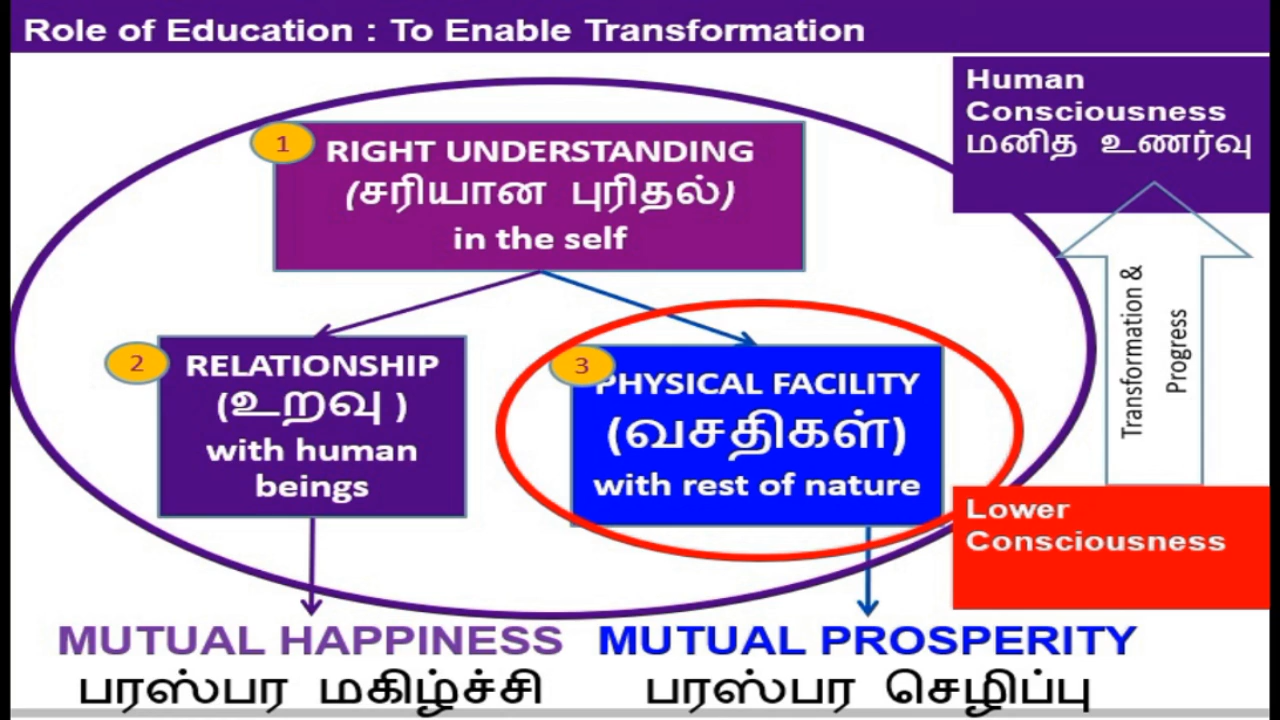 Role of Education : To Enable Transformation
Human
Consciousness
மனித உணர்வு
1
RIGHT UNDERSTANDING
(சரியான புரிதல்)
in the self
2
RELATIONSHIP
(உறவு )
with human
beings
3
PHYSICAL FACILITY
(வசதிகள்)
with rest of nature
Transformation &
Progress
Lower
Consciousness
MUTUAL HAPPINESS
பரஸ்பர மகிழ்ச்சி
MUTUAL PROSPERITY
பரஸ்பர செழிப்பு